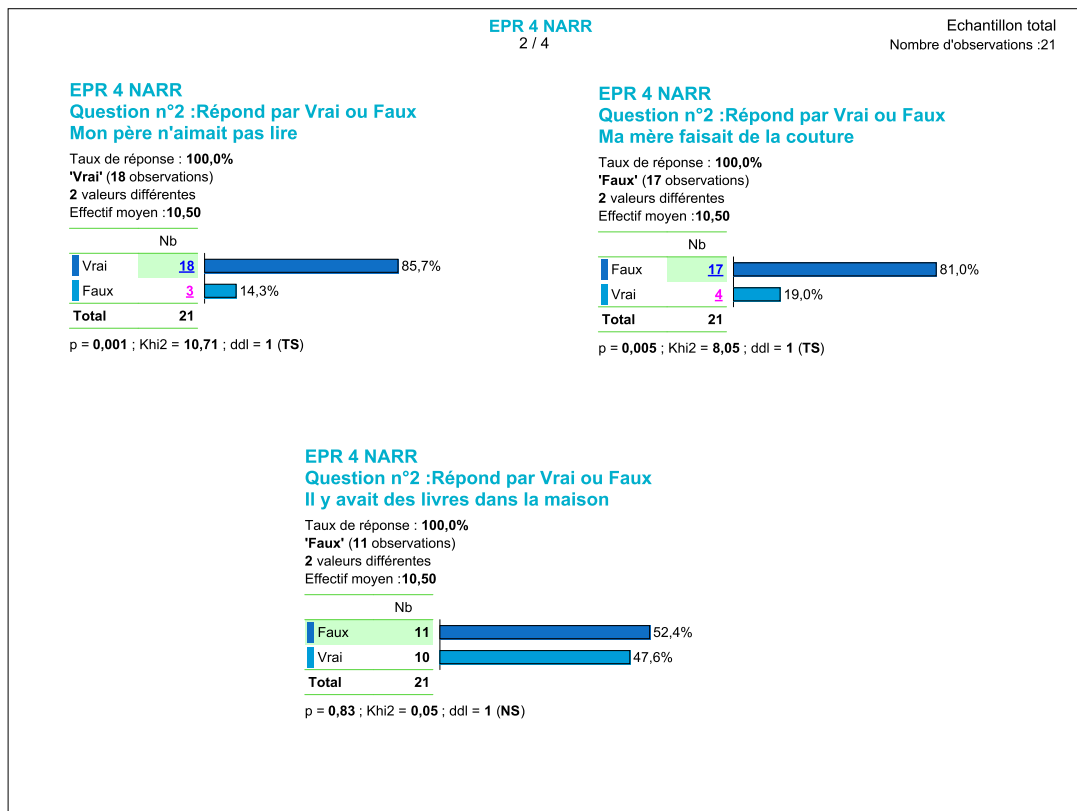 EPR 4 NARR
2 / 4
Echantillon total
Nombre d'observations :21
EPR 4 NARR
Question n°2 :Répond par Vrai ou Faux
Mon père n'aimait pas lire
Taux de réponse : 100,0%
'Vrai' (18 observations)
2 valeurs différentes
Effectif moyen :10,50
Nb
Vrai 18 85,7%
Faux 3 14,3%
Total 21
p = 0,001 ; Khi2 = 10,71 ; ddl = 1 (TS)
EPR 4 NARR
Question n°2 :Répond par Vrai ou Faux
Ma mère faisait de la couture
Taux de réponse : 100,0%
'Faux' (17 observations)
2 valeurs différentes
Effectif moyen :10,50
Nb
Faux 17 81,0%
Vrai 4 19,0%
Total 21
p = 0,005 ; Khi2 = 8,05 ; ddl = 1 (TS)
EPR 4 NARR
Question n°2 :Répond par Vrai ou Faux
Il y avait des livres dans la maison
Taux de réponse : 100,0%
'Faux' (11 observations)
2 valeurs différentes
Effectif moyen :10,50
Nb
Faux 11 52,4%
Vrai 10 47,6%
Total 21
p = 0,83 ; Khi2 = 0,05 ; ddl = 1 (NS)